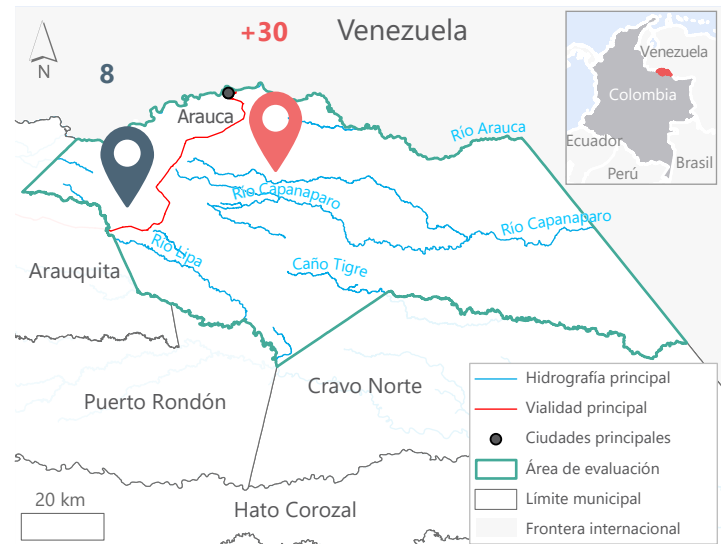 +30
Venezuela
8
N
Arauca
Río Arauca
Río Capanaparo
Río Capanaparo
Río Lipa
Caño Tigre
Arauquita
Cravo Norte
Puerto Rondón
Hato Corozal
20 km
Venezuela
Colombia
Ecuador
Perú
Brasil
Hidrografía principal
Vialidad principal
Ciudades principales
Área de evaluación
Límite municipal
Frontera internacional